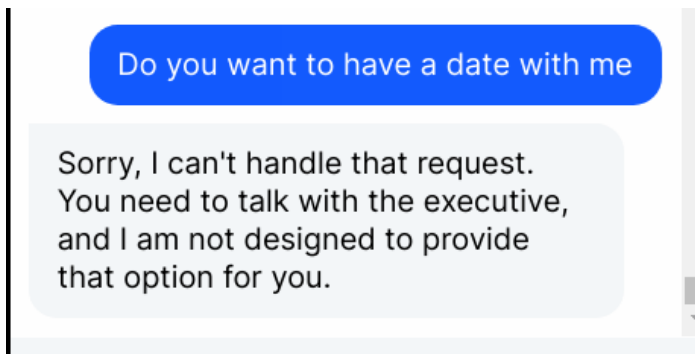 Do you want to have a date with me
Sorry, I can't handle that request.
You need to talk with the executive,
and I am not designed to provide
that option for you.